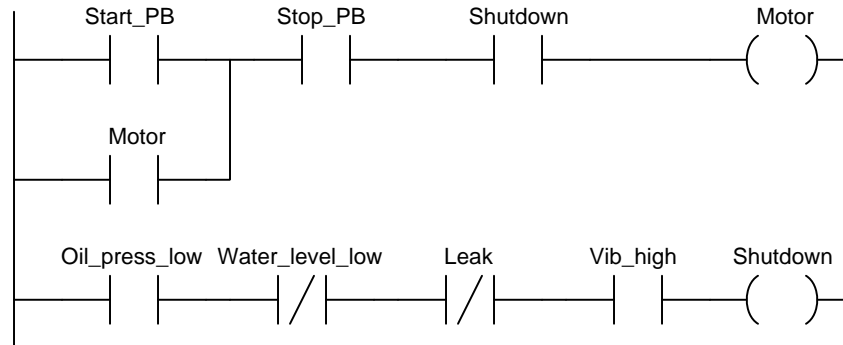 Start_PB Stop_PB Shutdown Motor
Motor
Oil_press_low Water_level_low Leak Vib_high Shutdown